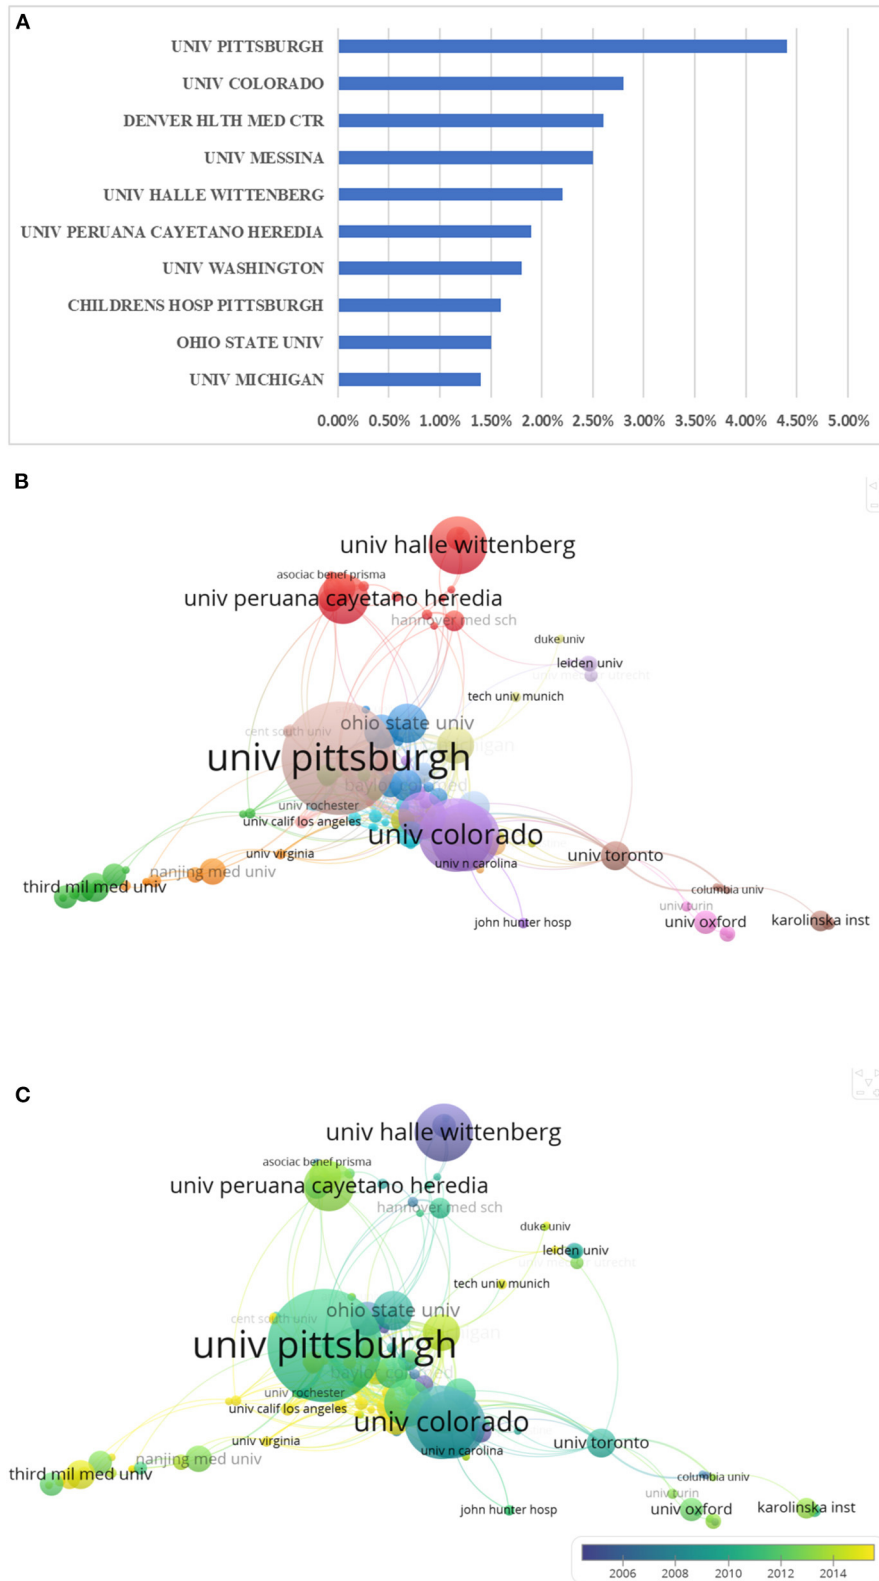 A
UNIV PITTSBURGH
UNIV COLORADO
DENVER HLTH MED CTR
UNIV MESSINA
UNIV HALLE WITTENBERG
UNIV PERUANA CAYETANO HEREDIA
UNIV WASHINGTON
CHILDRENS HOSP PITTSBURGH
OHIO STATE UNIV
UNIV MICHIGAN
0.00% 0.50% 1.00% 1.50% 2.00% 2.50% 3.00% 3.50% 4.00% 4.50% 5.00%
B
univ halle wittenberg
asociac benef prisma
univ peruana cayetano heredia
hannover med sch
duke univ
leiden univ
tech univ munich
ohio state univ
cent south univ
univ pittsburgh
univ rochester
univ calif los angeles
univ colorado
univ virginia
univ toronto
univ n carolina
nanjing med univ
third mil med univ
columbia univ
univ turin
john hunter hosp
univ oxford
karolinska inst
C
univ halle wittenberg
asociac benef prisma
univ peruana cayetano heredia
hannover med sch
duke univ
leiden univ
tech univ munich
ohio state univ
cent south univ
univ pittsburgh
univ rochester
univ calif los angeles
univ colorado
univ virginia
univ toronto
univ n carolina
nanjing med univ
third mil med univ
columbia univ
univ turin
john hunter hosp
univ oxford
karolinska inst
2006 2008 2010 2012 2014